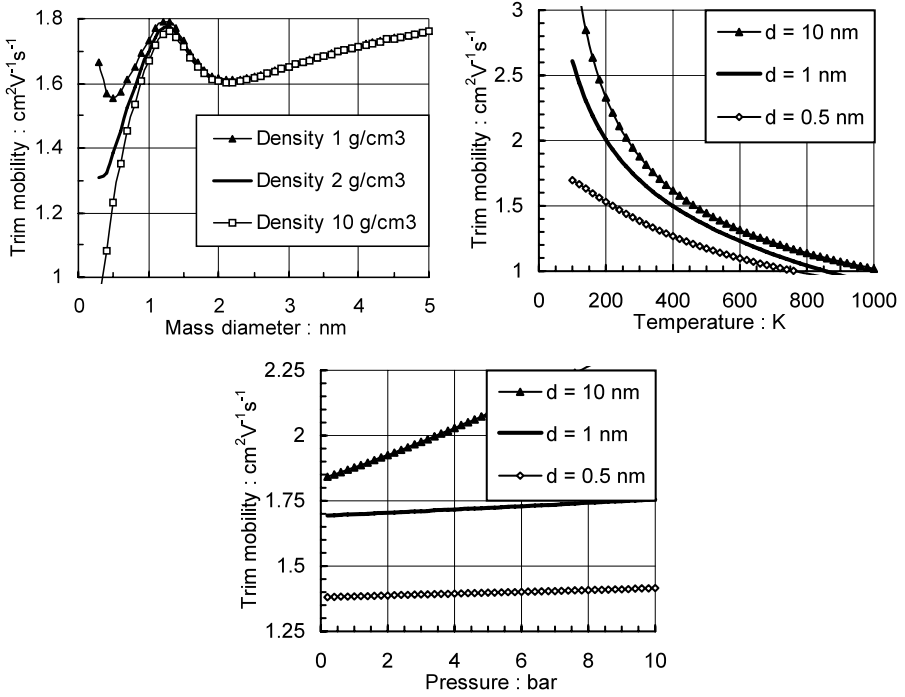 Trim mobility : cm²V⁻¹s⁻¹
1.8
1.6
1.4
1.2
1
Density 1 g/cm3
Density 2 g/cm3
Density 10 g/cm3
0 1 2 3 4 5
Mass diameter : nm
Trim mobility : cm²V⁻¹s⁻¹
3
2.5
2
1.5
1
d = 10 nm
d = 1 nm
d = 0.5 nm
0 200 400 600 800 1000
Temperature : K
Trim mobility : cm²V⁻¹s⁻¹
2.25
2
1.75
1.5
1.25
d = 10 nm
d = 1 nm
d = 0.5 nm
0 2 4 6 8 10
Pressure : bar